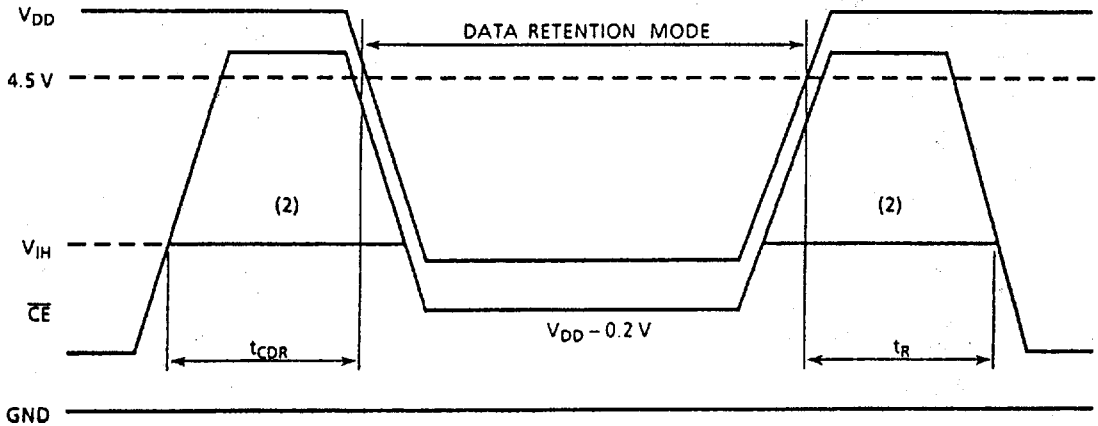 VDD
DATA RETENTION MODE
4.5 V
(2)
(2)
VIH
CE
VDD – 0.2 V
tCDR
tR
GND